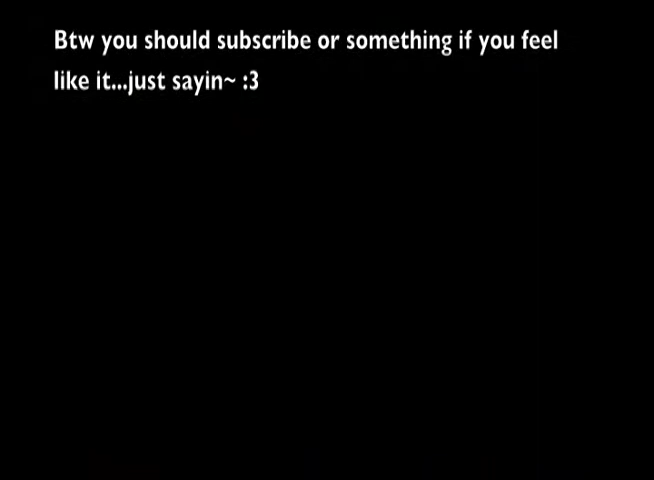 Btw you should subscribe or something if you feel
like it...just sayin~ :3